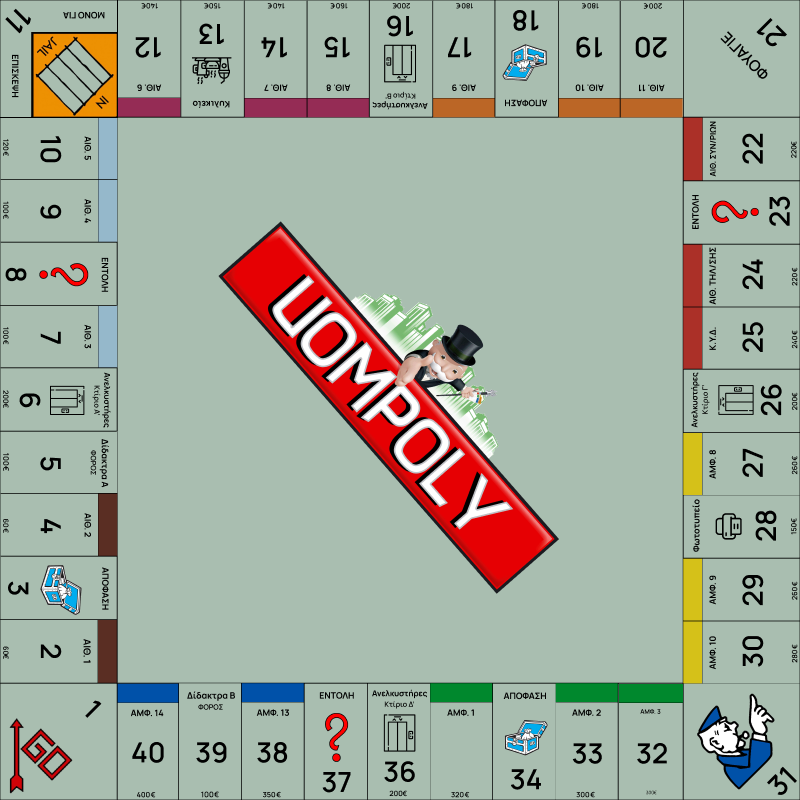 1
GO
2
ΑΙΘ. 1
60€
3
ΑΠΟΦΑΣΗ
4
ΑΙΘ. 2
60€
5
Δίδακτρα Α
ΦΟΡΟΣ
100€
6
Ανελκυστήρες
Κτίριο Α'
200€
7
ΑΙΘ. 3
100€
8
ΕΝΤΟΛΗ
?
9
ΑΙΘ. 4
100€
10
ΑΙΘ. 5
120€
11
ΜΟΝΟ ΓΙΑ
ΕΠΙΣΚΕΨΗ
IN
JAIL
12
ΑΙΘ. 6
140€
13
Κυλικείο
150€
14
ΑΙΘ. 7
140€
15
ΑΙΘ. 8
160€
16
Ανελκυστήρες
Κτίριο Β'
200€
17
ΑΙΘ. 9
180€
18
ΑΠΟΦΑΣΗ
19
ΑΙΘ. 10
180€
20
ΑΙΘ. 11
200€
21
ΦΟΥΑΓΙΕ
22
ΑΙΘ. ΣΥΝ/ΡΙΩΝ
220€
23
ΕΝΤΟΛΗ
?
24
ΑΙΘ. ΤΗΛ/ΣΗΣ
220€
25
Κ.Υ.Δ.
240€
26
Ανελκυστήρες
Κτίριο Γ'
200€
27
ΑΜΦ. 8
260€
28
Φωτοτυπείο
150€
29
ΑΜΦ. 9
260€
30
ΑΜΦ. 10
280€
31
32
ΑΜΦ. 3
300€
33
ΑΜΦ. 2
300€
34
ΑΠΟΦΑΣΗ
ΑΜΦ. 1
320€
36
Ανελκυστήρες
Κτίριο Δ'
200€
37
ΕΝΤΟΛΗ
?
38
ΑΜΦ. 13
350€
39
Δίδακτρα Β
ΦΟΡΟΣ
100€
40
ΑΜΦ. 14
400€
UOMPOLY